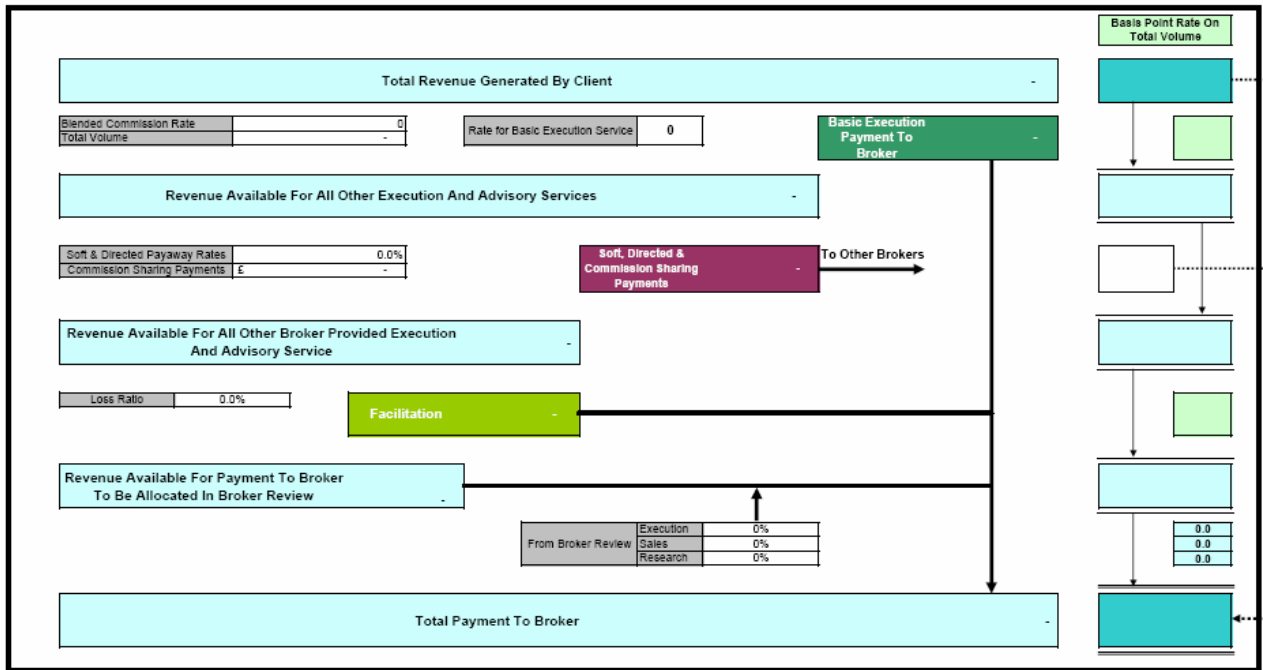 Basis Point Rate On
Total Volume
Total Revenue Generated By Client -
Blended Commission Rate 0
Total Volume -
Rate for Basic Execution Service 0
Basic Execution
Payment To -
Broker
Revenue Available For All Other Execution And Advisory Services -
Soft & Directed Payaway Rates 0.0%
Commission Sharing Payments £ -
Soft, Directed &
Commission Sharing -
Payments
To Other Brokers
Revenue Available For All Other Broker Provided Execution
And Advisory Service -
Loss Ratio 0.0%
Facilitation -
Revenue Available For Payment To Broker
To Be Allocated In Broker Review -
From Broker Review
Execution 0%
Sales 0%
Research 0%
0.0
0.0
0.0
Total Payment To Broker -